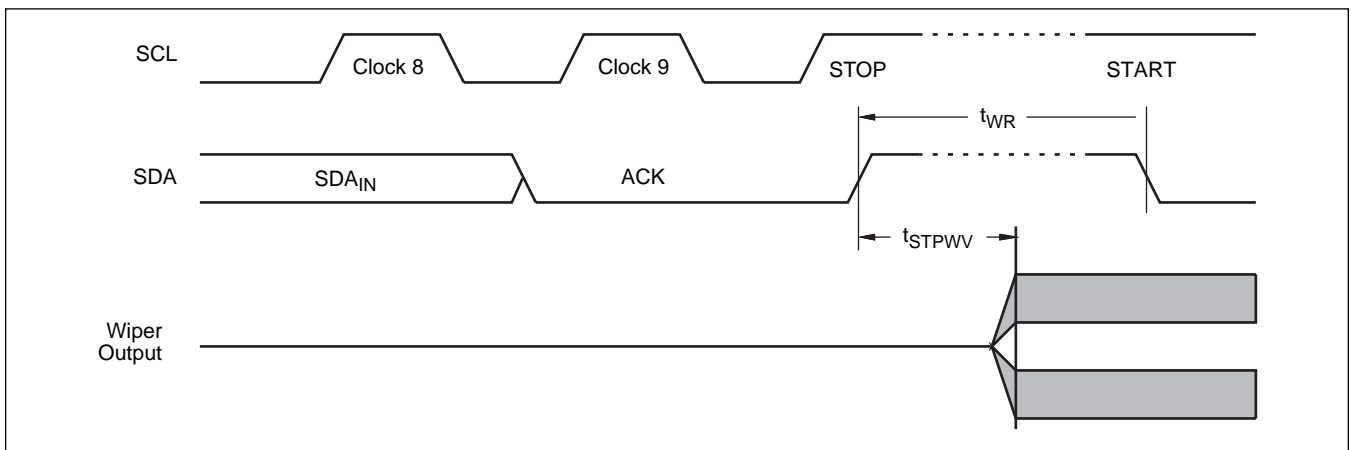 SCL
Clock 8
Clock 9
STOP
START
tWR
SDA
SDAIN
ACK
tSTPWV
Wiper
Output